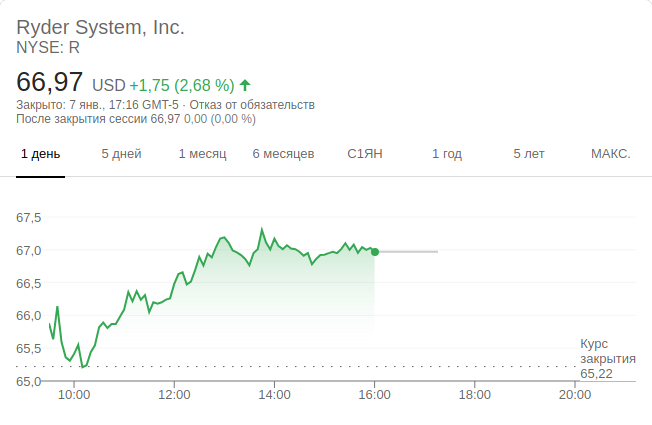 Ryder System, Inc.
NYSE: R
66,97 USD +1,75 (2,68 %)
Закрыто: 7 янв., 17:16 GMT-5 · Отказ от обязательств
После закрытия сессии 66,97 0,00 (0,00 %)
1 день 5 дней 1 месяц 6 месяцев С1ЯН 1 год 5 лет МАКС.
67,5
67,0
66,5
66,0
65,5
Курс
закрытия
65,22
65,0
10:00 12:00 14:00 16:00 18:00 20:00